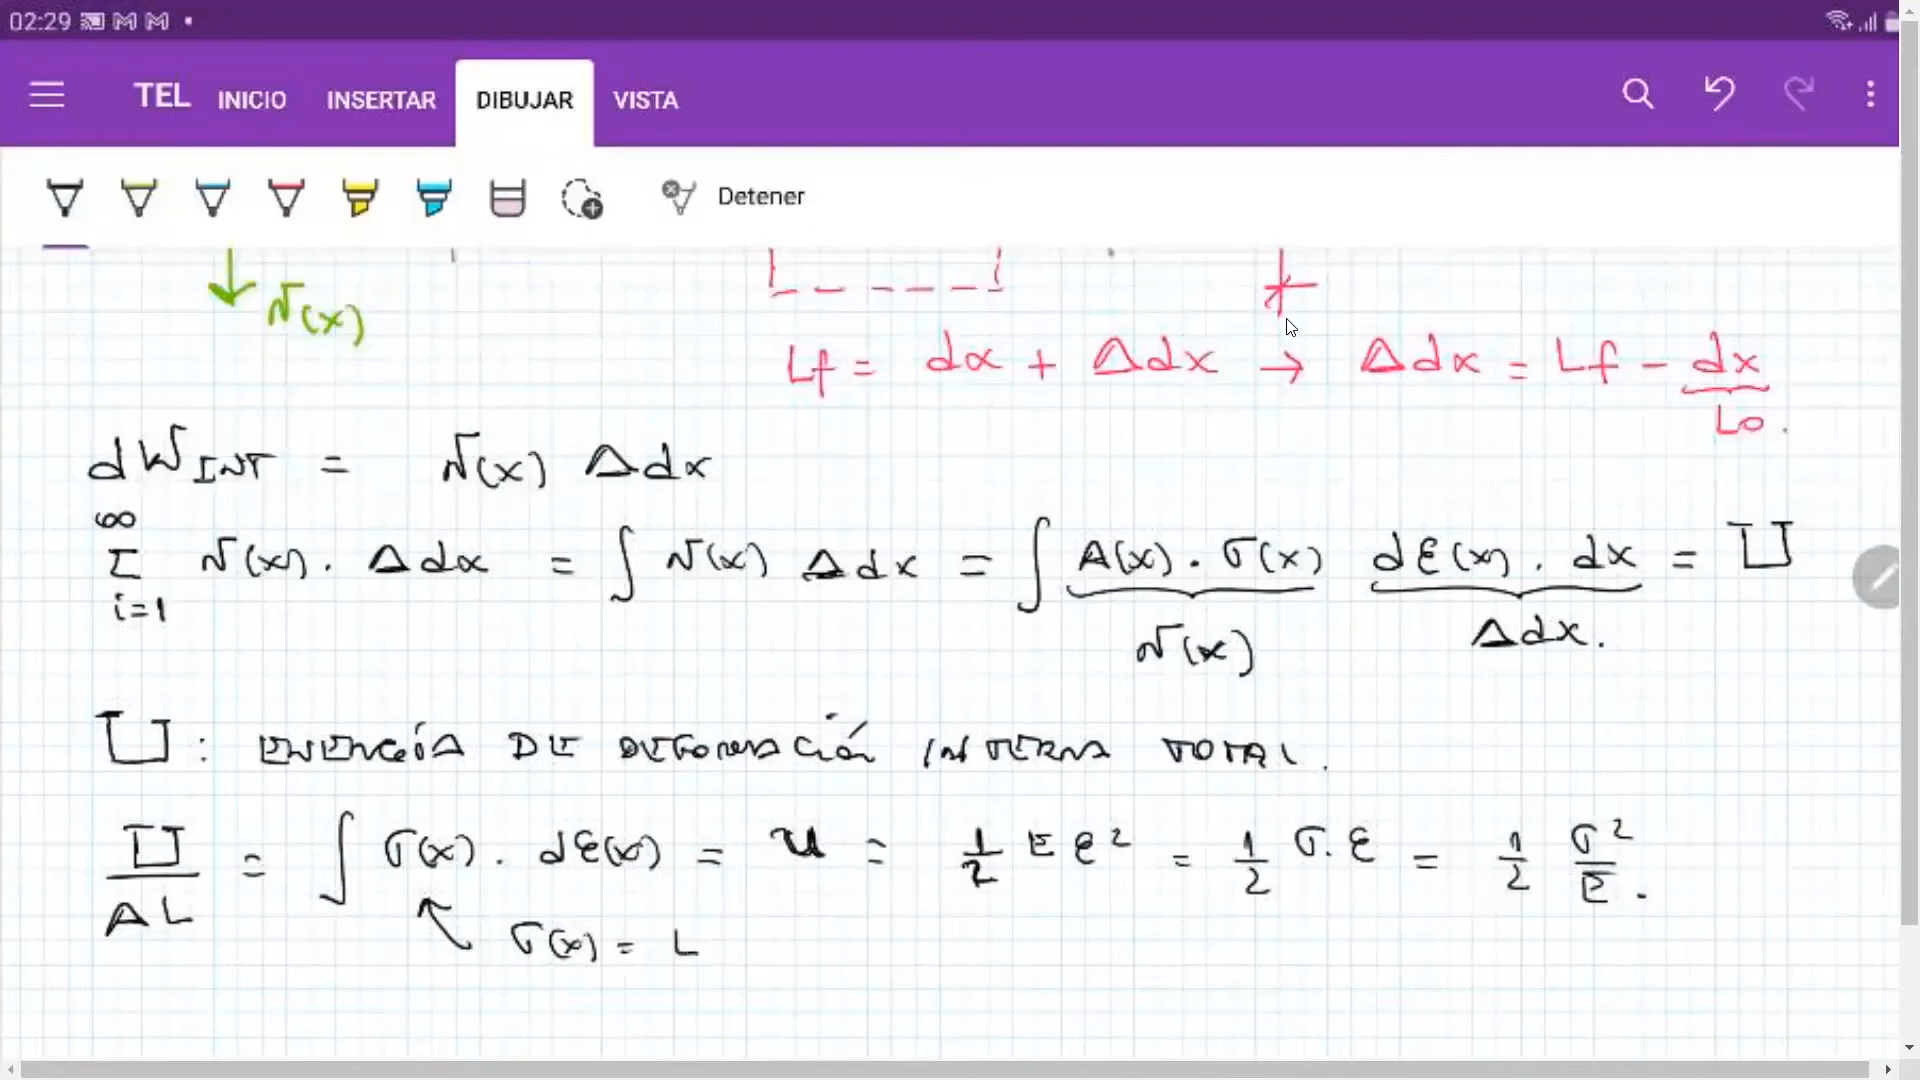 02:29
TEL INICIO INSERTAR DIBUJAR VISTA
Detener
N(x)
Lf = dx + Δdx → Δdx = Lf - dx
Lo.
dW INT = N(x) Δdx
∞
Σ N(x). Δdx = ∫ N(x) Δdx = ∫ A(x). σ(x) dε(x). dx = U
i=1
N(x) Δdx.
U: ENERGÍA DE DEFORMACIÓN INTERNA TOTAL.
U/AL = ∫ σ(x). dε(x) = u = 1/2 E ε² = 1/2 σ.ε = 1/2 σ²/E.
σ(x) = L